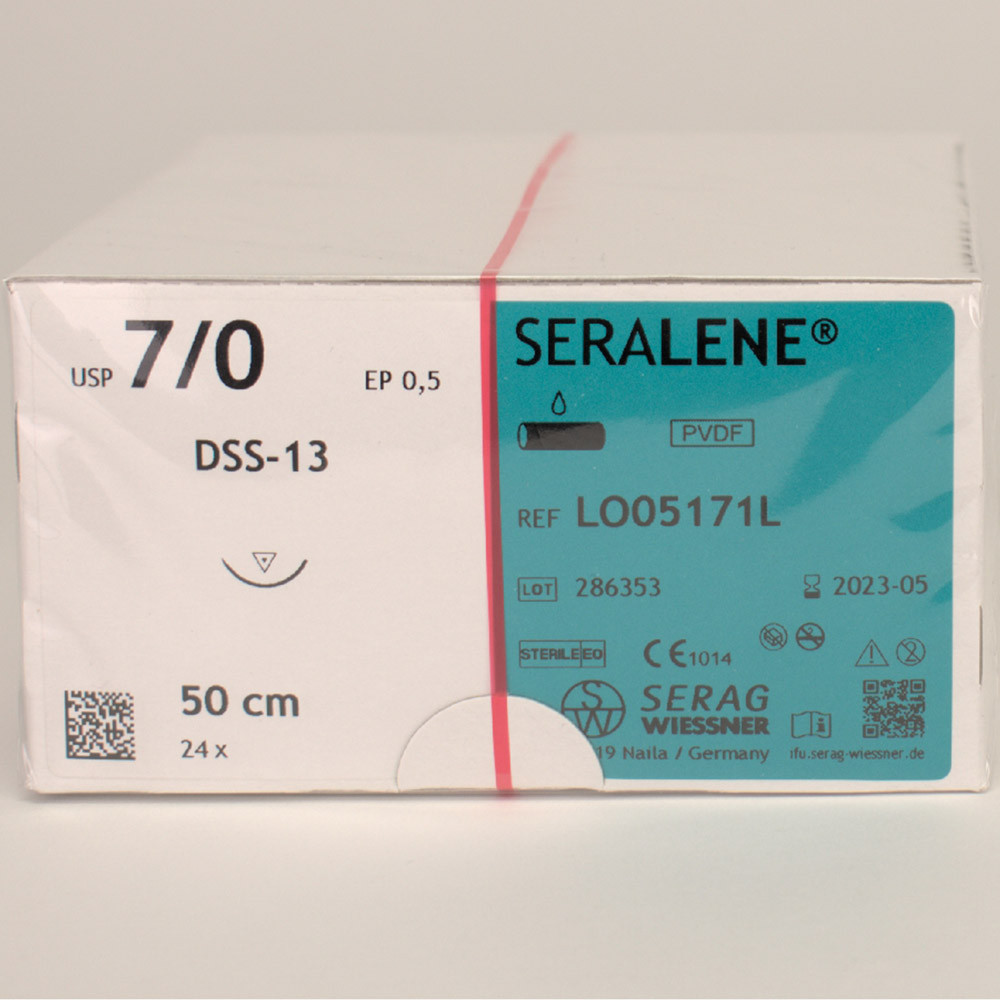 USP 7/0 EP 0,5
DSS-13
50 cm
24 x
SERALENE®
PVDF
REF LO05171L
LOT 286353 2023-05
STERILE EO CE 1014
SW SERAG
WIESSNER
19 Naila / Germany ifu.serag-wiessner.de